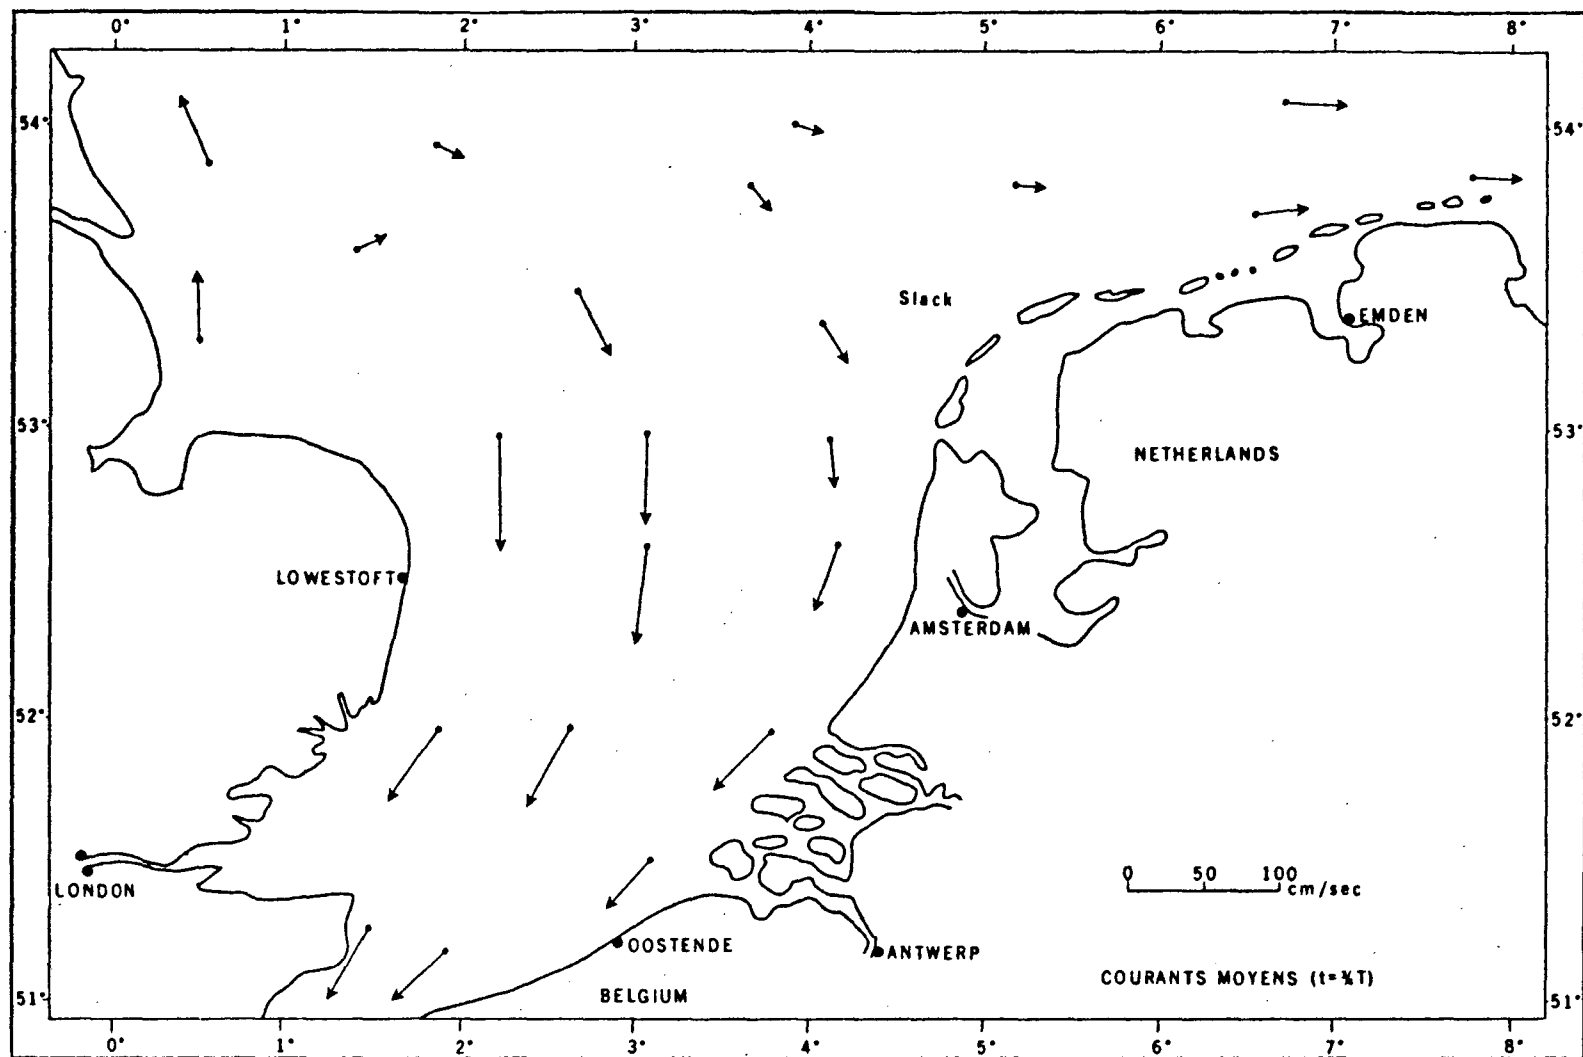 0° 1° 2° 3° 4° 5° 6° 7° 8°
54° 54°
Slack
EMDEN
53° 53°
NETHERLANDS
LOWESTOFT
AMSTERDAM
52° 52°
0 50 100
cm/sec
LONDON
OOSTENDE
ANTWERP
COURANTS MOYENS
BELGIUM
51° 51°
0° 1° 2° 3° 4° 5° 6° 7° 8°